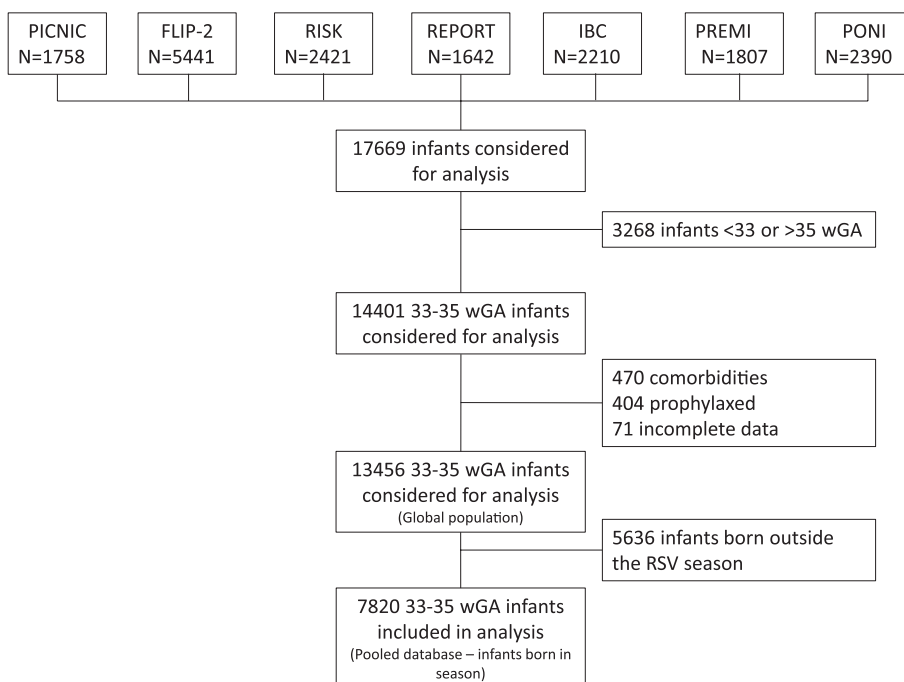 PICNIC
N=1758
FLIP-2
N=5441
RISK
N=2421
REPORT
N=1642
IBC
N=2210
PREMI
N=1807
PONI
N=2390
17669 infants considered
for analysis
3268 infants <33 or >35 wGA
14401 33-35 wGA infants
considered for analysis
470 comorbidities
404 prophylaxed
71 incomplete data
13456 33-35 wGA infants
considered for analysis
(Global population)
5636 infants born outside
the RSV season
7820 33-35 wGA infants
included in analysis
(Pooled database – infants born in
season)